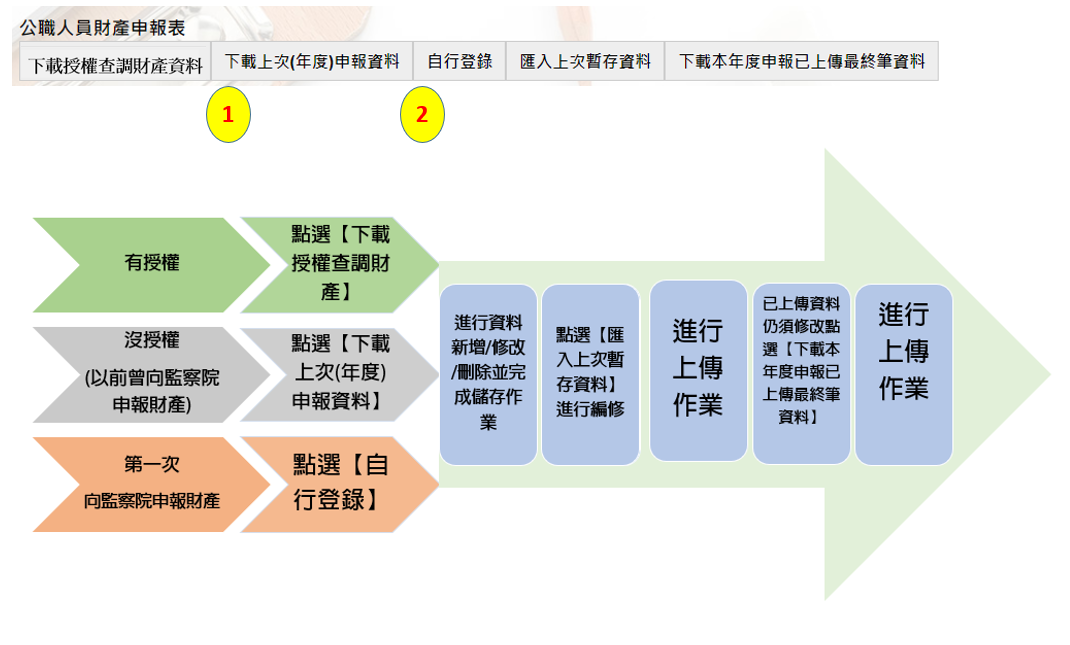 公職人員財產申報表
下載授權查調財產資料
下載上次(年度)申報資料
自行登錄
匯入上次暫存資料
下載本年度申報已上傳最終筆資料
1
2
有授權
點選【下載
授權查調財
產】
沒授權
(以前曾向監察院
申報財產)
點選【下載
上次(年度)
申報資料】
第一次
向監察院申報財產
點選【自
行登錄】
進行資料
新增/修改
/刪除並完
成儲存作
業
點選【匯
入上次暫
存資料】
進行編修
進行
上傳
作業
已上傳資料
仍須修改點
選【下載本
年度申報已
上傳最終筆
資料】
進行
上傳
作業